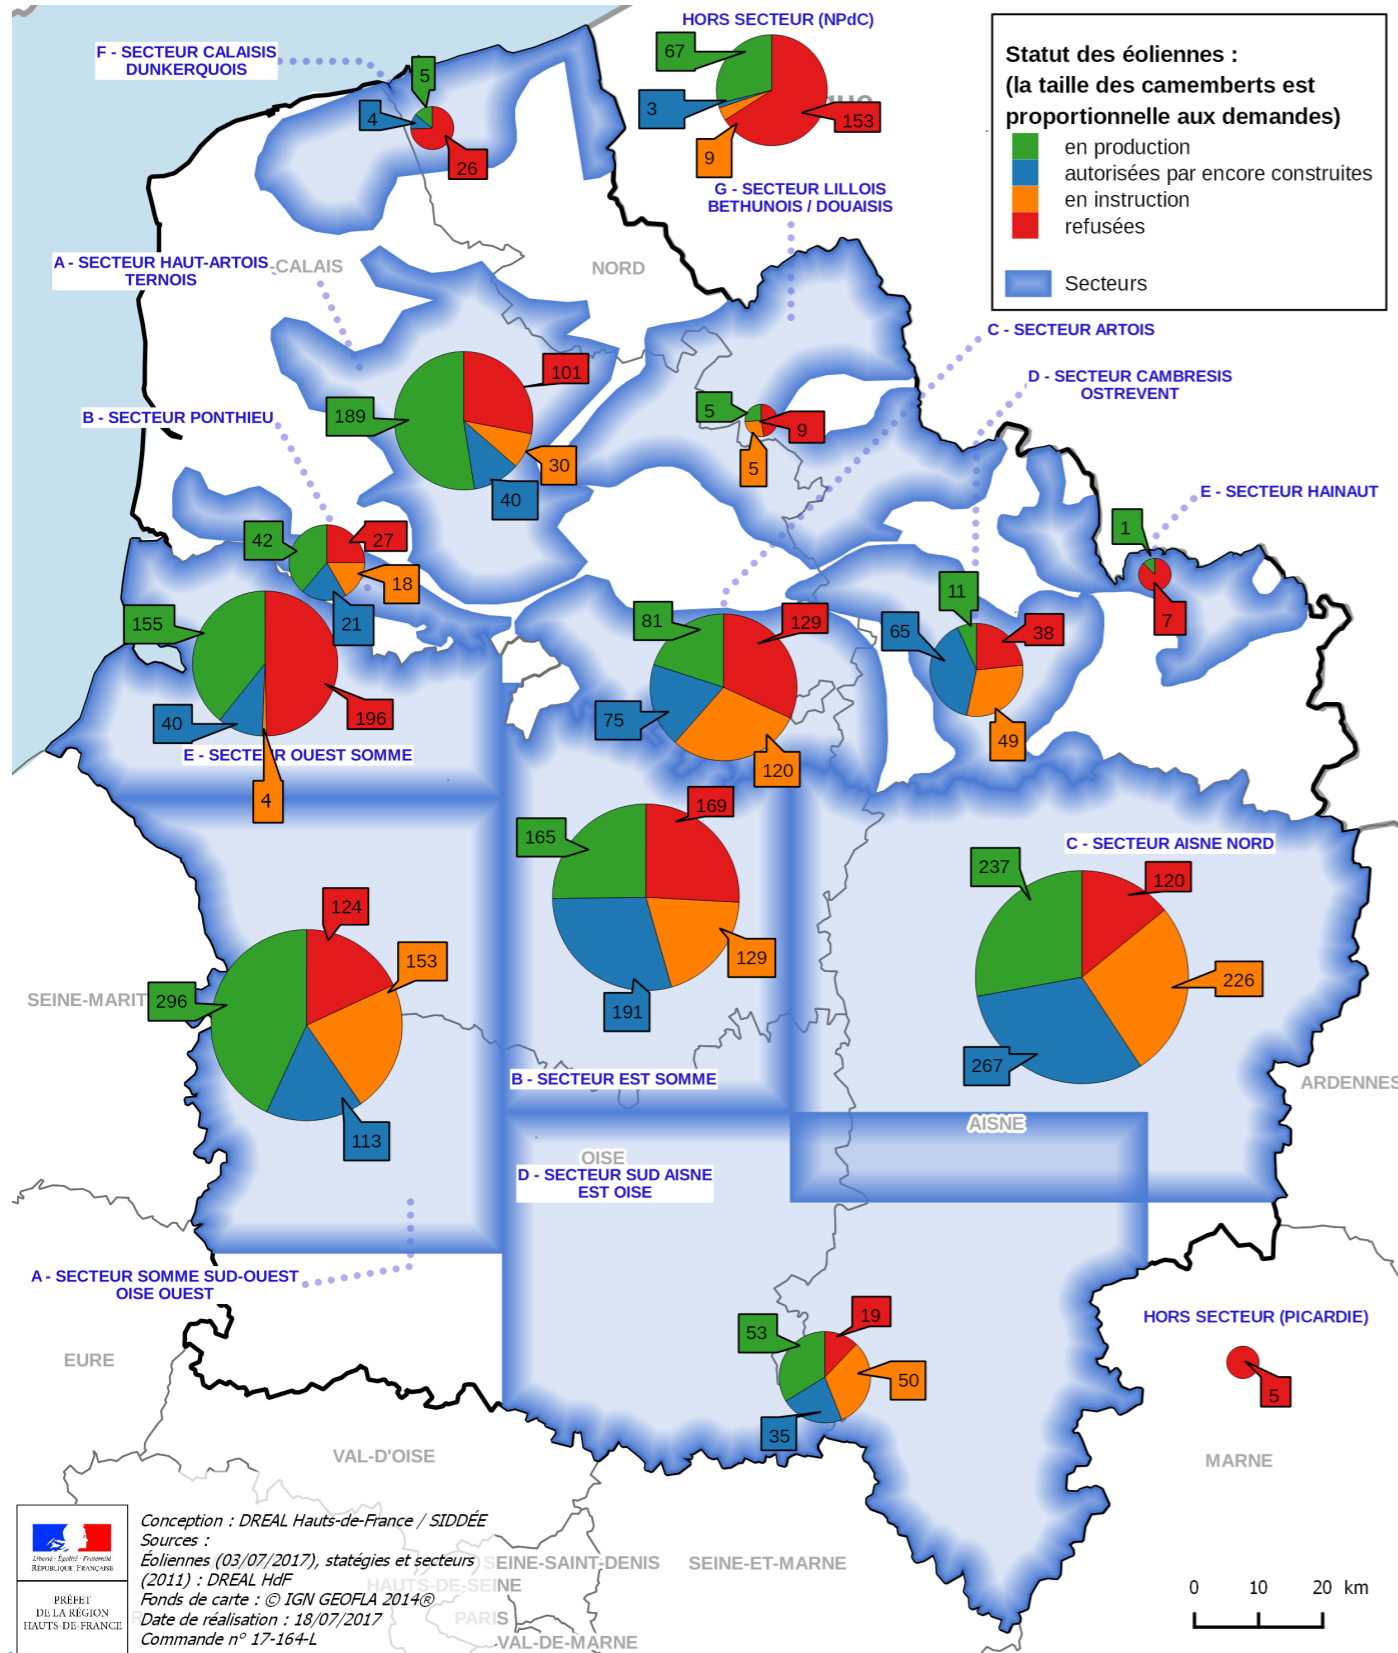 HORS SECTEUR (NPdC)
67
3
9
153
F - SECTEUR CALAISIS
DUNKERQUOIS
5
4
26
Statut des éoliennes :
(la taille des camemberts est
proportionnelle aux demandes)
en production
autorisées par encore construites
en instruction
refusées
Secteurs
G - SECTEUR LILLOIS
BETHUNOIS / DOUAISIS
A - SECTEUR HAUT-ARTOIS
TERNOIS
-CALAIS
NORD
C - SECTEUR ARTOIS
D - SECTEUR CAMBRESIS
OSTREVENT
B - SECTEUR PONTHIEU
E - SECTEUR HAINAUT
101
189
30
40
5
9
5
1
7
42
27
18
21
11
65
38
49
81
129
75
120
155
40
196
4
E - SECTEUR OUEST SOMME
169
165
129
191
C - SECTEUR AISNE NORD
237
120
226
267
124
153
296
113
SEINE-MARIT
B - SECTEUR EST SOMME
ARDENNES
AISNE
OISE
D - SECTEUR SUD AISNE
EST OISE
A - SECTEUR SOMME SUD-OUEST
OISE OUEST
53
19
50
35
HORS SECTEUR (PICARDIE)
5
EURE
VAL-D'OISE
MARNE
SEINE-SAINT-DENIS
SEINE-ET-MARNE
HAUTS-DE-SEINE
PARIS
VAL-DE-MARNE
Liberté • Égalité • Fraternité
RÉPUBLIQUE FRANÇAISE
PRÉFET
DE LA RÉGION
HAUTS-DE-FRANCE
Conception : DREAL Hauts-de-France / SIDDÉE
Sources :
Éoliennes (03/07/2017), statégies et secteurs
(2011) : DREAL HdF
Fonds de carte : © IGN GEOFLA 2014®
Date de réalisation : 18/07/2017
Commande n° 17-164-L
0 10 20 km